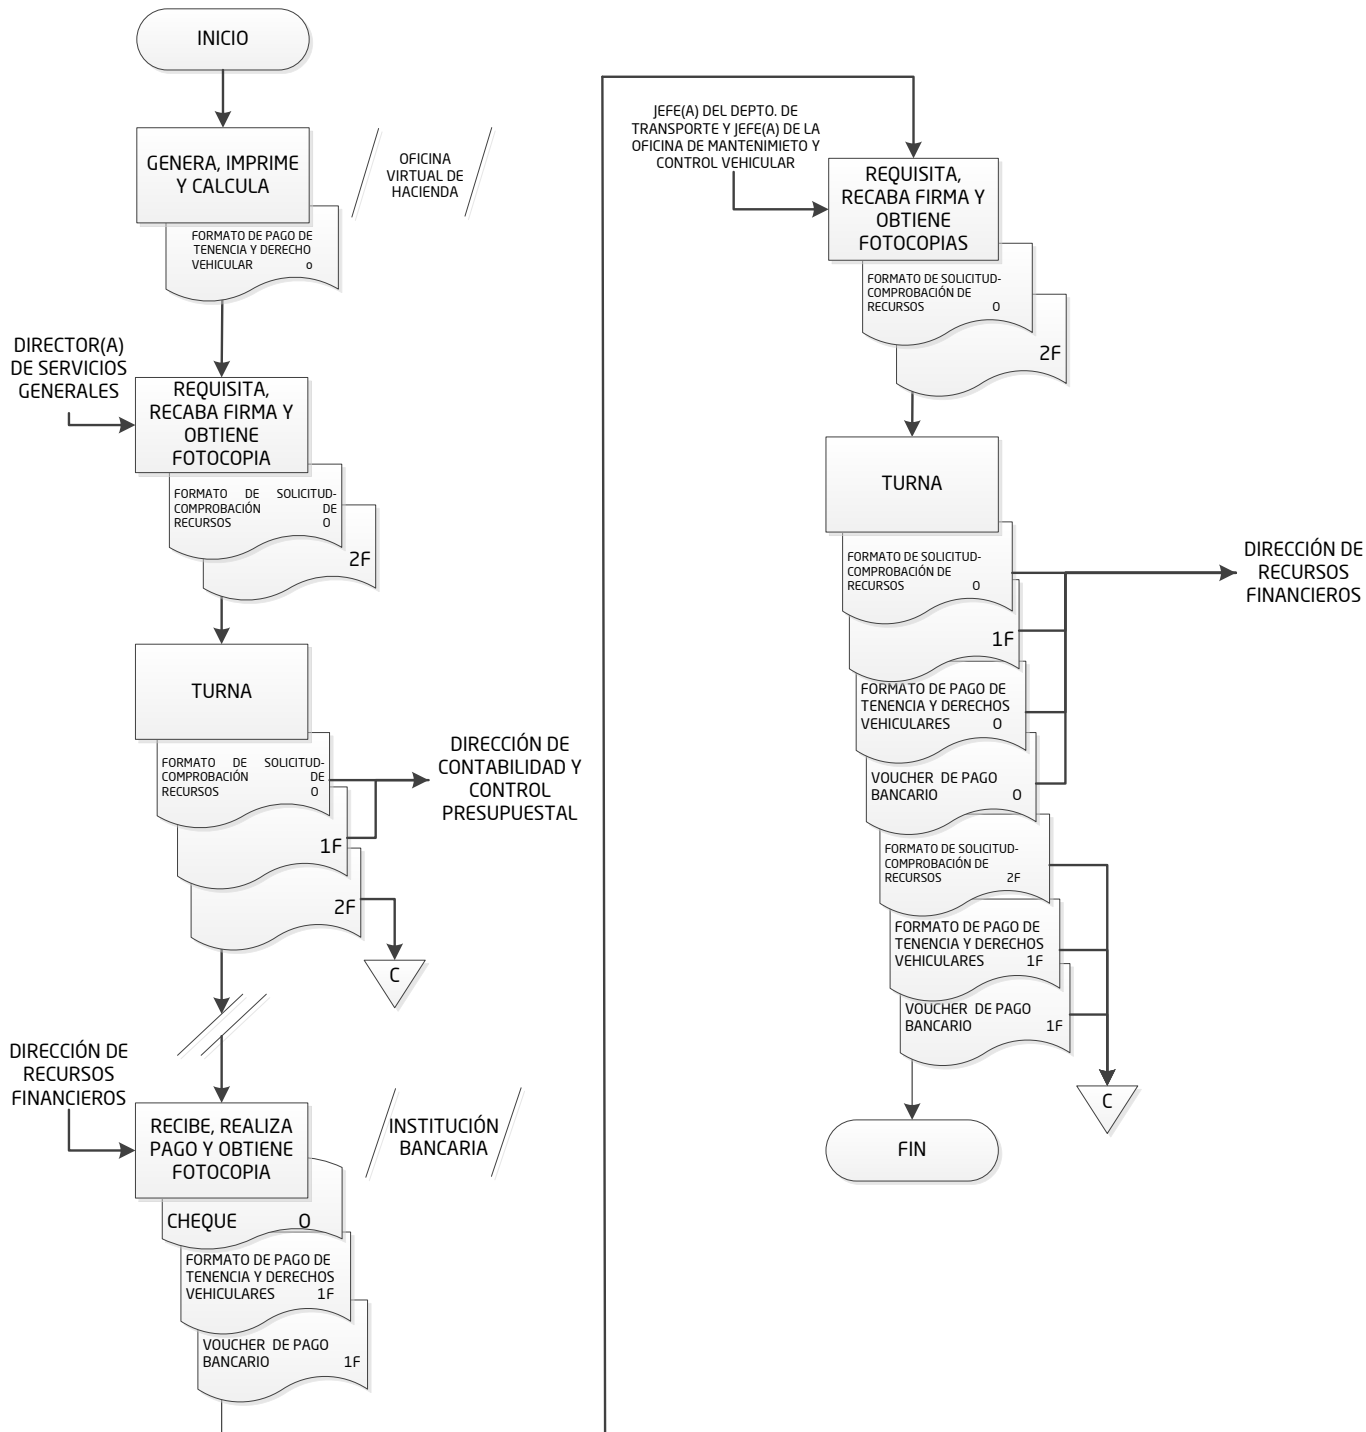 INICIO
GENERA, IMPRIME
Y CALCULA
OFICINA
VIRTUAL DE
HACIENDA
FORMATO DE PAGO DE
TENENCIA Y DERECHO
VEHICULAR o
DIRECTOR(A)
DE SERVICIOS
GENERALES
REQUISITA,
RECABA FIRMA Y
OBTIENE
FOTOCOPIA
FORMATO DE SOLICITUD-
COMPROBACIÓN DE
RECURSOS O
2F
TURNA
FORMATO DE SOLICITUD-
COMPROBACIÓN DE
RECURSOS O
1F
2F
C
DIRECCIÓN DE
CONTABILIDAD Y
CONTROL
PRESUPUESTAL
DIRECCIÓN DE
RECURSOS
FINANCIEROS
RECIBE, REALIZA
PAGO Y OBTIENE
FOTOCOPIA
INSTITUCIÓN
BANCARIA
CHEQUE O
FORMATO DE PAGO DE
TENENCIA Y DERECHOS
VEHICULARES 1F
VOUCHER DE PAGO
BANCARIO 1F
JEFE(A) DEL DEPTO. DE
TRANSPORTE Y JEFE(A) DE LA
OFICINA DE MANTENIMIETO Y
CONTROL VEHICULAR
REQUISITA,
RECABA FIRMA Y
OBTIENE
FOTOCOPIAS
FORMATO DE SOLICITUD-
COMPROBACIÓN DE
RECURSOS O
2F
TURNA
FORMATO DE SOLICITUD-
COMPROBACIÓN DE
RECURSOS O
1F
FORMATO DE PAGO DE
TENENCIA Y DERECHOS
VEHICULARES O
VOUCHER DE PAGO
BANCARIO O
FORMATO DE SOLICITUD-
COMPROBACIÓN DE
RECURSOS 2F
FORMATO DE PAGO DE
TENENCIA Y DERECHOS
VEHICULARES 1F
VOUCHER DE PAGO
BANCARIO 1F
DIRECCIÓN DE
RECURSOS
FINANCIEROS
C
FIN